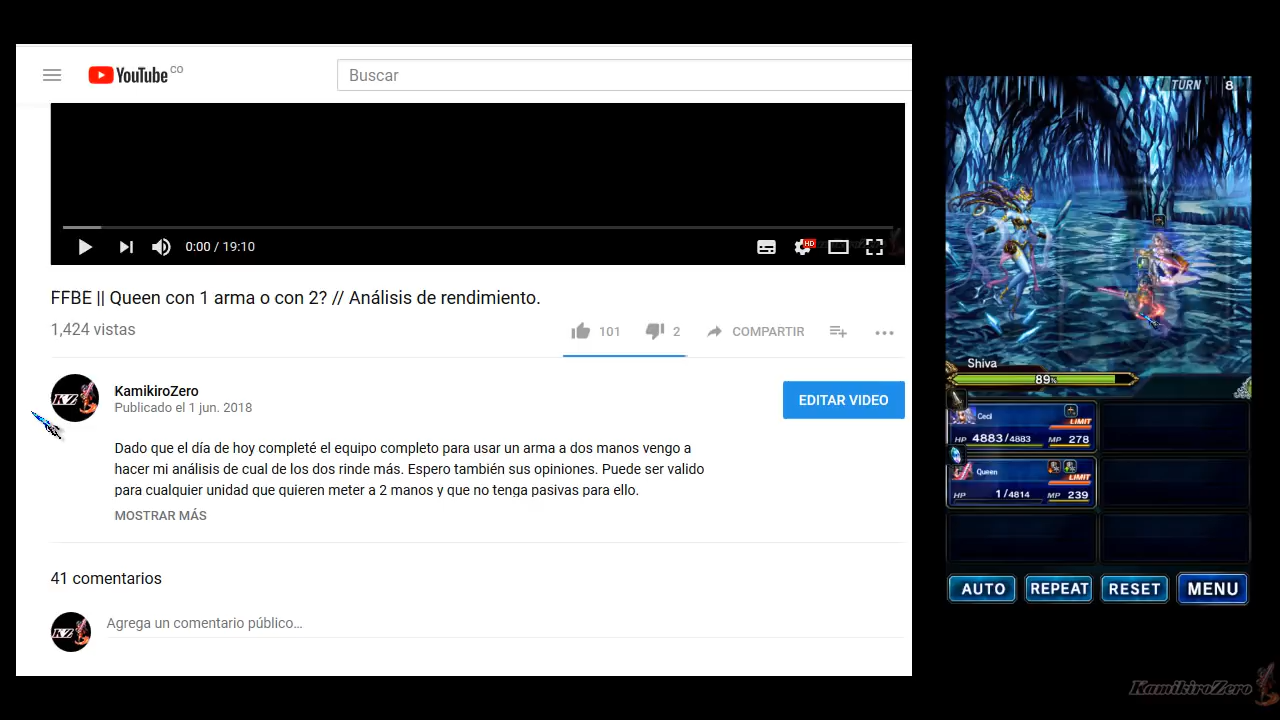 YouTube CO
Buscar
0:00 / 19:10
HD
FFBE || Queen con 1 arma o con 2? // Análisis de rendimiento.
1,424 vistas
101
2
COMPARTIR
KamikiroZero
Publicado el 1 jun. 2018
EDITAR VIDEO
Dado que el día de hoy completé el equipo completo para usar un arma a dos manos vengo a
hacer mi análisis de cual de los dos rinde más. Espero también sus opiniones. Puede ser valido
para cualquier unidad que quieren meter a 2 manos y que no tenga pasivas para ello.
MOSTRAR MÁS
41 comentarios
KZ
KZ
Agrega un comentario público...
TURN 8
Shiva
89%
Cecil
LIMIT
HP 4883/4883 MP 278
Queen
LIMIT
HP 1/4814 MP 239
AUTO REPEAT RESET MENU
KamikiroZero